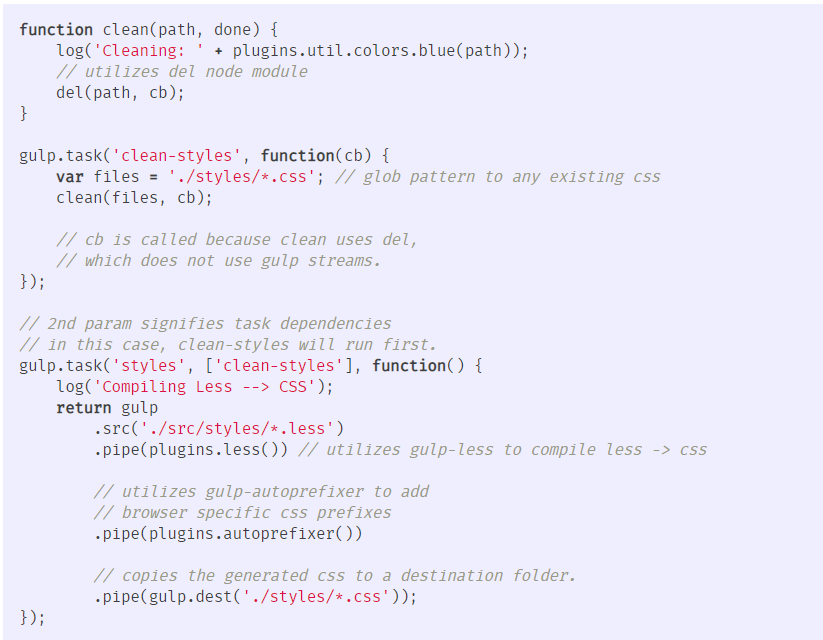 function clean(path, done) {
    log('Cleaning: ' + plugins.util.colors.blue(path));
    // utilizes del node module
    del(path, cb);
}

gulp.task('clean-styles', function(cb) {
    var files = './styles/*.css'; // glob pattern to any existing css
    clean(files, cb);

    // cb is called because clean uses del,
    // which does not use gulp streams.
});

// 2nd param signifies task dependencies
// in this case, clean-styles will run first.
gulp.task('styles', ['clean-styles'], function() {
    log('Compiling Less --> CSS');
    return gulp
        .src('./src/styles/*.less')
        .pipe(plugins.less()) // utilizes gulp-less to compile less -> css

        // utilizes gulp-autoprefixer to add
        // browser specific css prefixes
        .pipe(plugins.autoprefixer())

        // copies the generated css to a destination folder.
        .pipe(gulp.dest('./styles/*.css'));
});